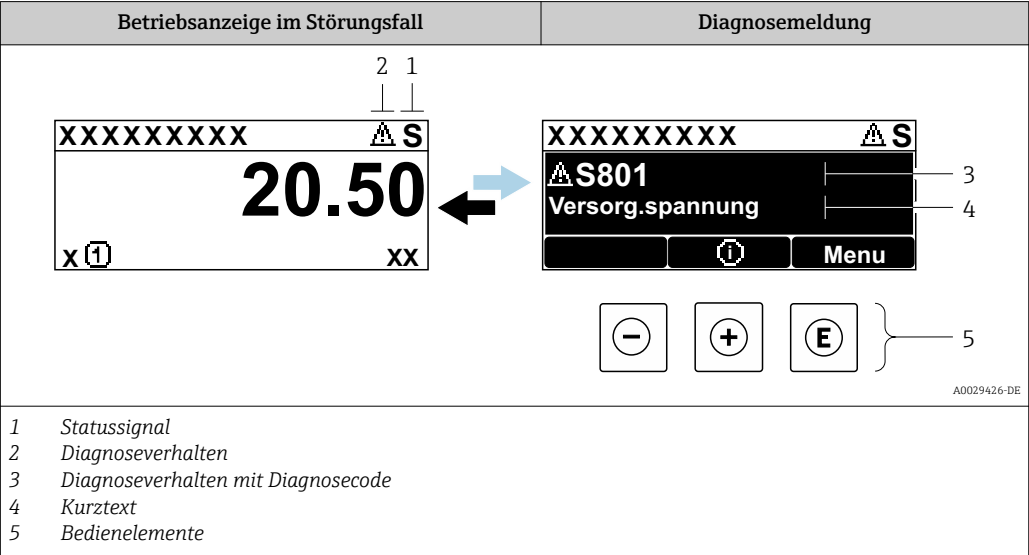 Betriebsanzeige im Störungsfall
Diagnosemeldung
2 1
XXXXXXXXX S
20.50
x 1
xx
XXXXXXXXX S
S801
Versorg.spannung
i Menu
3
4
− + E
5
A0029426-DE
1 Statussignal
2 Diagnoseverhalten
3 Diagnoseverhalten mit Diagnosecode
4 Kurztext
5 Bedienelemente